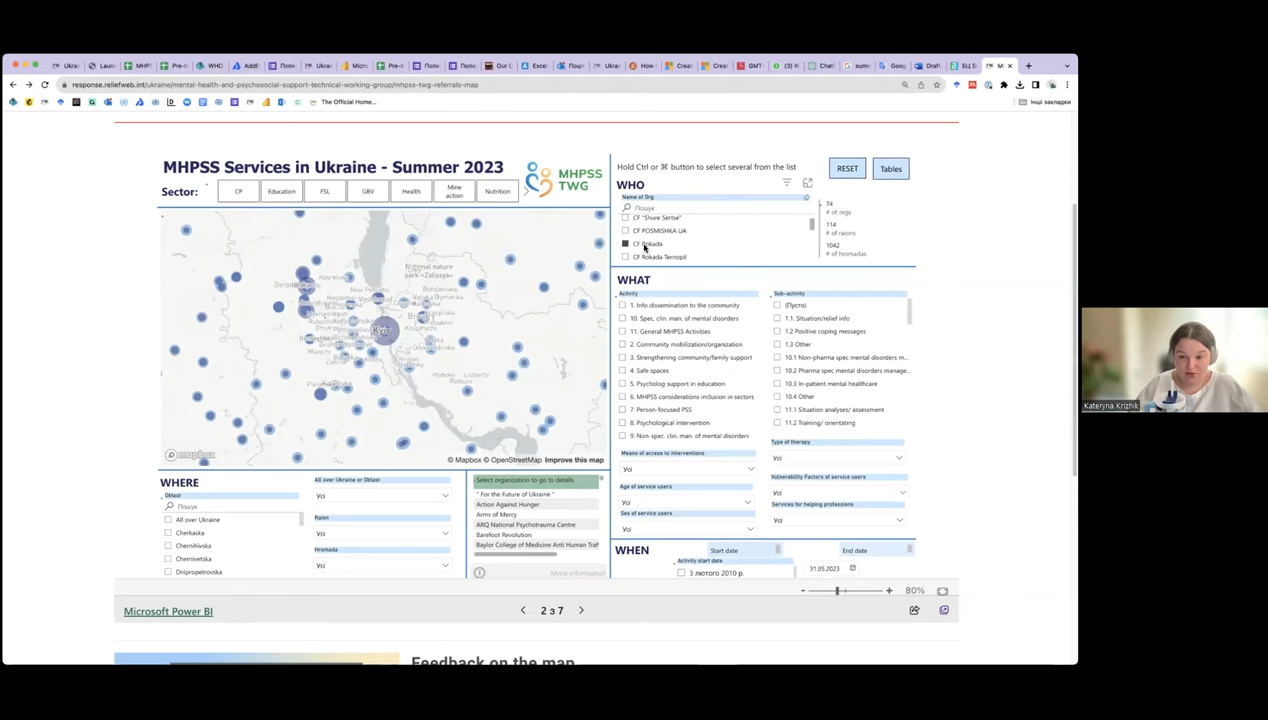 response.reliefweb.int/ukraine/mental-health-and-psychosocial-support-technical-working-group/mhpss-twg-referrals-map
The Official Home...
Інші закладки
MHPSS Services in Ukraine - Summer 2023
Sector:
CP
Education
FSL
GBV
Health
Mine action
Nutrition
MHPSS
TWG
Hold Ctrl or ⌘ button to select several from the list
RESET
Tables
WHO
Name of Org
Пошук
CF "Shure Sertse"
CF POSMISHKA UA
CF Rokada
CF Rokada Ternopil
74
# of orgs
114
# of raions
1042
# of hromadas
National nature
park «Zalissya»
Kyiv
mapbox
© Mapbox © OpenStreetMap Improve this map
WHAT
Activity
1. Info dissemination to the community
10. Spec. clin. man. of mental disorders
11. General MHPSS Activities
2. Community mobilization/organization
3. Strengthening community/family support
4. Safe spaces
5. Psycholog support in education
6. MHPSS considerations inclusion in sectors
7. Person-focused PSS
8. Psychological intervention
9. Non-spec. clin. man. of mental disorders
Sub-activity
(Пусто)
1.1. Situation/relief info
1.2 Positive coping messages
1.3 Other
10.1 Non-pharma spec mental disorders m...
10.2 Pharma spec mental disorders manage...
10.3 In-patient mental healthcare
10.4 Other
11.1 Situation analyses/ assessment
11.2 Training/ orientating
Means of access to interventions
Усі
Age of service users
Усі
Sex of service users
Усі
Type of therapy
Усі
Vulnerability Factors of service users
Усі
Services for helping professions
Усі
WHERE
Oblast
Пошук
All over Ukraine
Cherkaska
Chernihivska
Chernivetska
Dnipropetrovska
All over Ukraine or Oblast
Усі
Raion
Усі
Hromada
Усі
Select organization to go to details
" For the Future of Ukraine "
Action Against Hunger
Arms of Mercy
ARQ National Psychotrauma Centre
Barefoot Revolution
Baylor College of Medicine Anti Human Traf
More information
WHEN
Start date
End date
Activity start date
3 лютого 2010 р.
31.05.2023
80%
Microsoft Power BI
2 з 7
Feedback on the map
Kateryna Krizhik